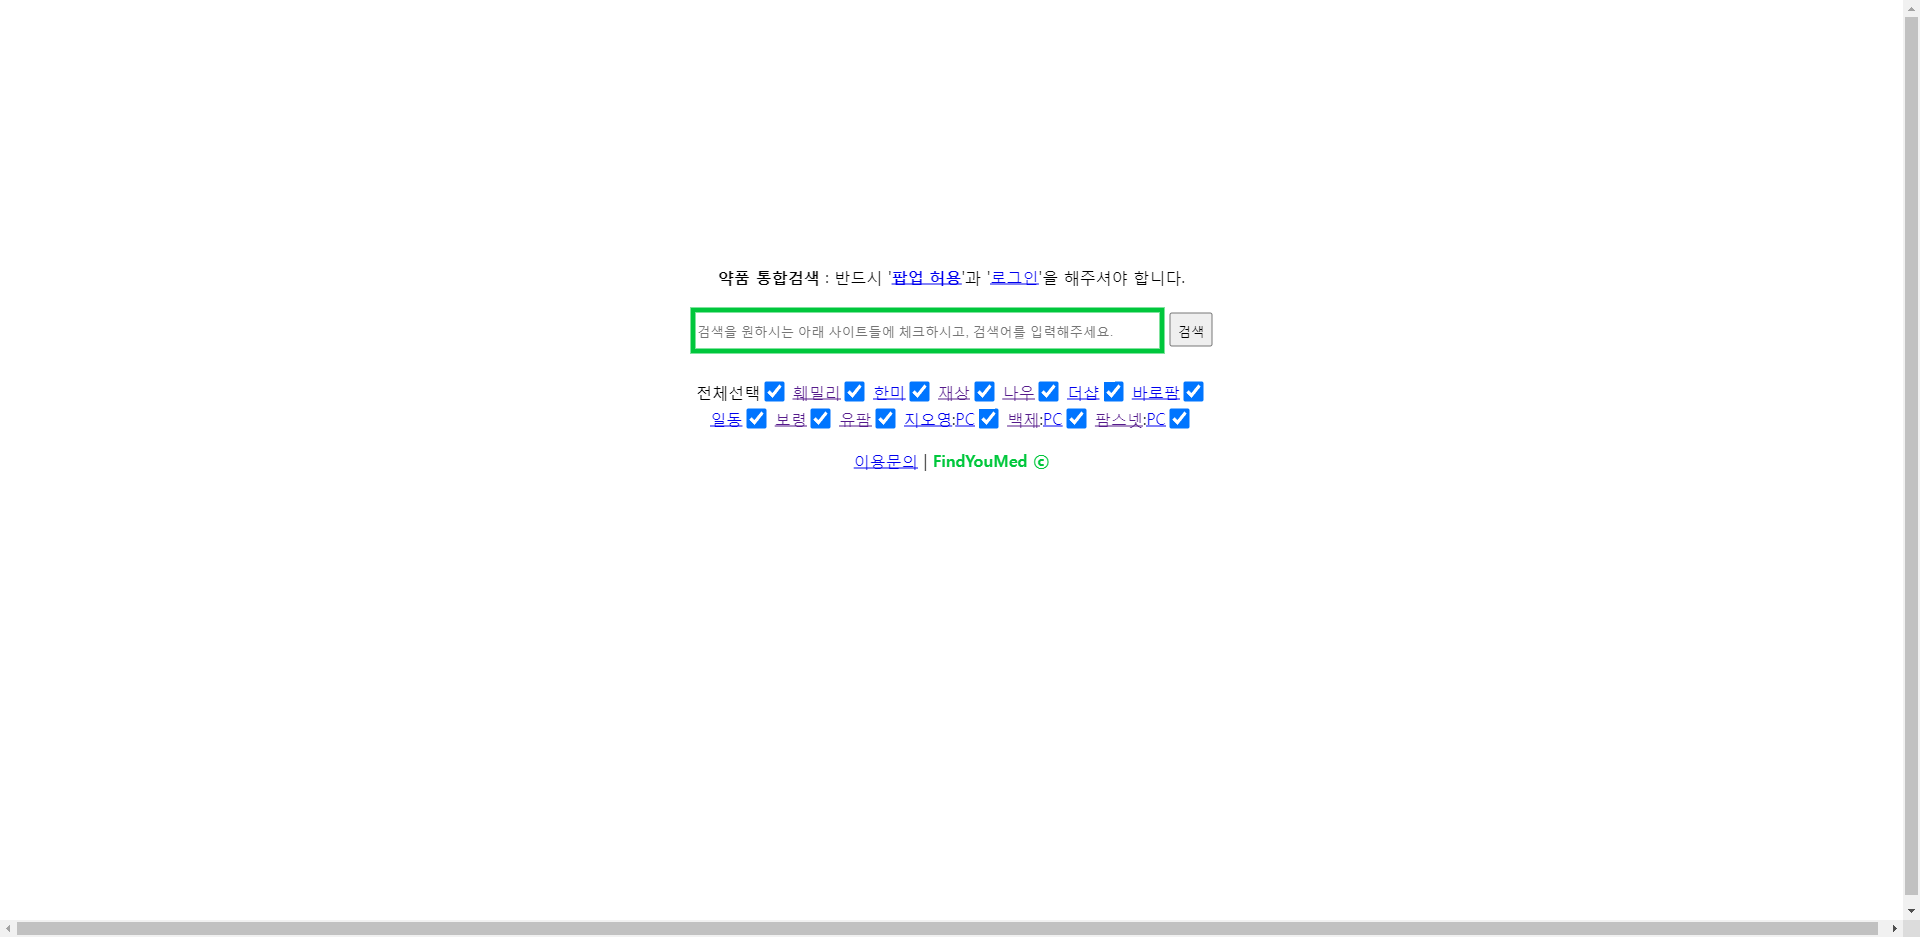 약품 통합검색 : 반드시 '팝업 허용'과 '로그인'을 해주셔야 합니다.
검색을 원하시는 아래 사이트들에 체크하시고, 검색어를 입력해주세요. 검색
전체선택 훼밀리 한미 재상 나우 더샵 바로팜
일동 보령 유팜 지오영:PC 백제:PC 팜스넷:PC
이용문의 | FindYouMed ©